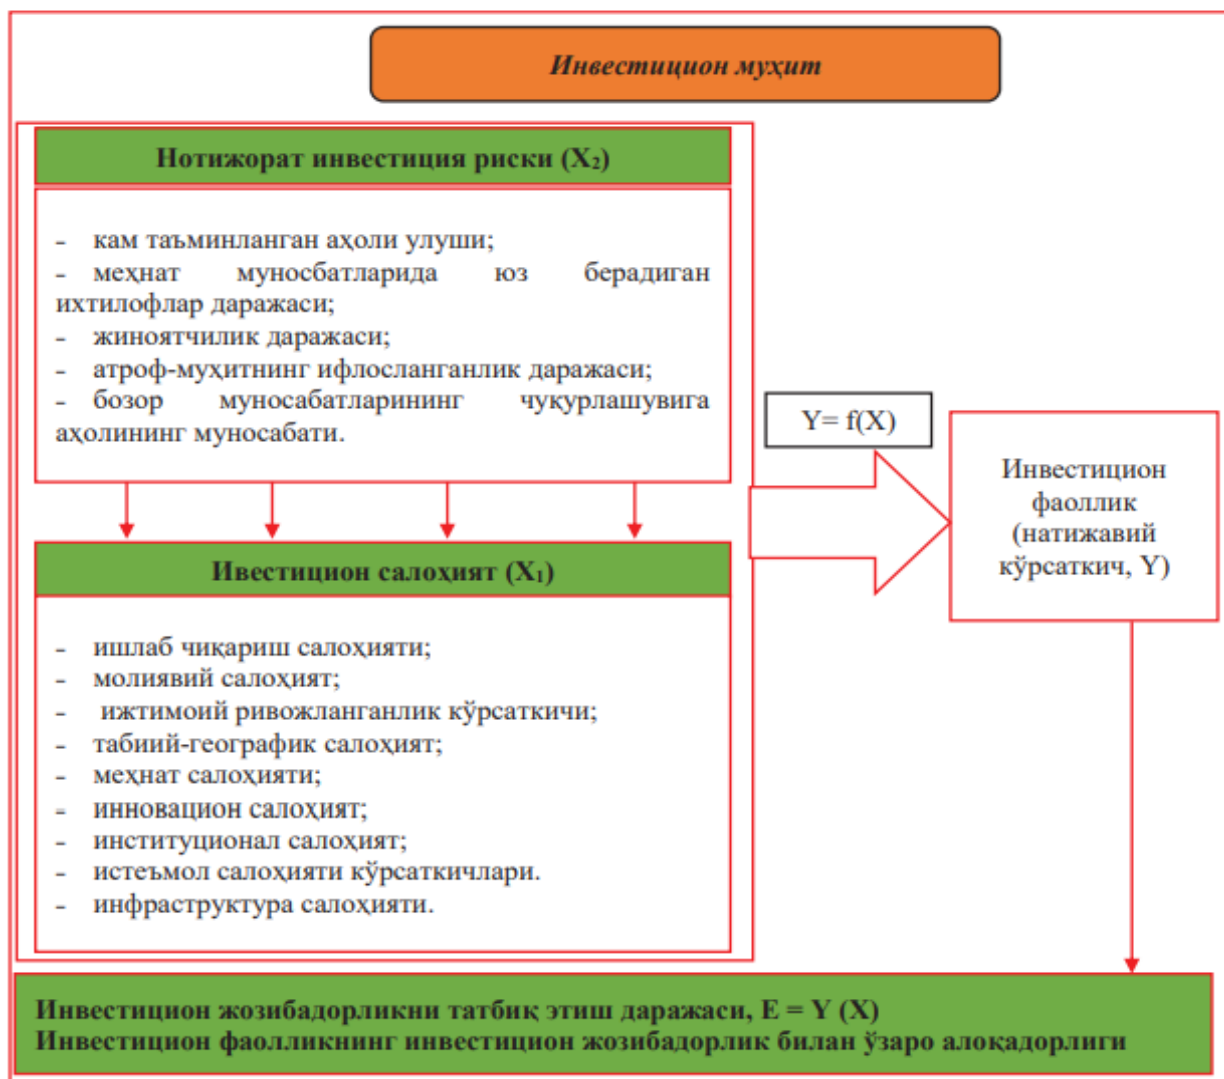 Инвестицион муҳит
Нотижорат инвестиция риски (X₂)
- кам таъминланган аҳоли улуши;
- меҳнат муносбатларида юз берадиган
ихтилофлар даражаси;
- жиноятчилик даражаси;
- атроф-муҳитнинг ифлосланганлик даражаси;
- бозор муносабатларининг чуқурлашувига
аҳолининг муносабати.
Ивестицион салоҳият (X₁)
- ишлаб чиқариш салоҳияти;
- молиявий салоҳият;
- ижтимоий ривожланганлик кўрсаткичи;
- табиий-географик салоҳият;
- меҳнат салоҳияти;
- инновацион салоҳият;
- институционал салоҳият;
- истеъмол салоҳияти кўрсаткичлари.
- инфраструктура салоҳияти.
Y= f(X)
Инвестицион
фаоллик
(натижавий
кўрсаткич, Y)
Инвестицион жозибадорликни татбиқ этиш даражаси, E = Y (X)
Инвестицион фаолликнинг инвестицион жозибадорлик билан ўзаро алоқадорлиги